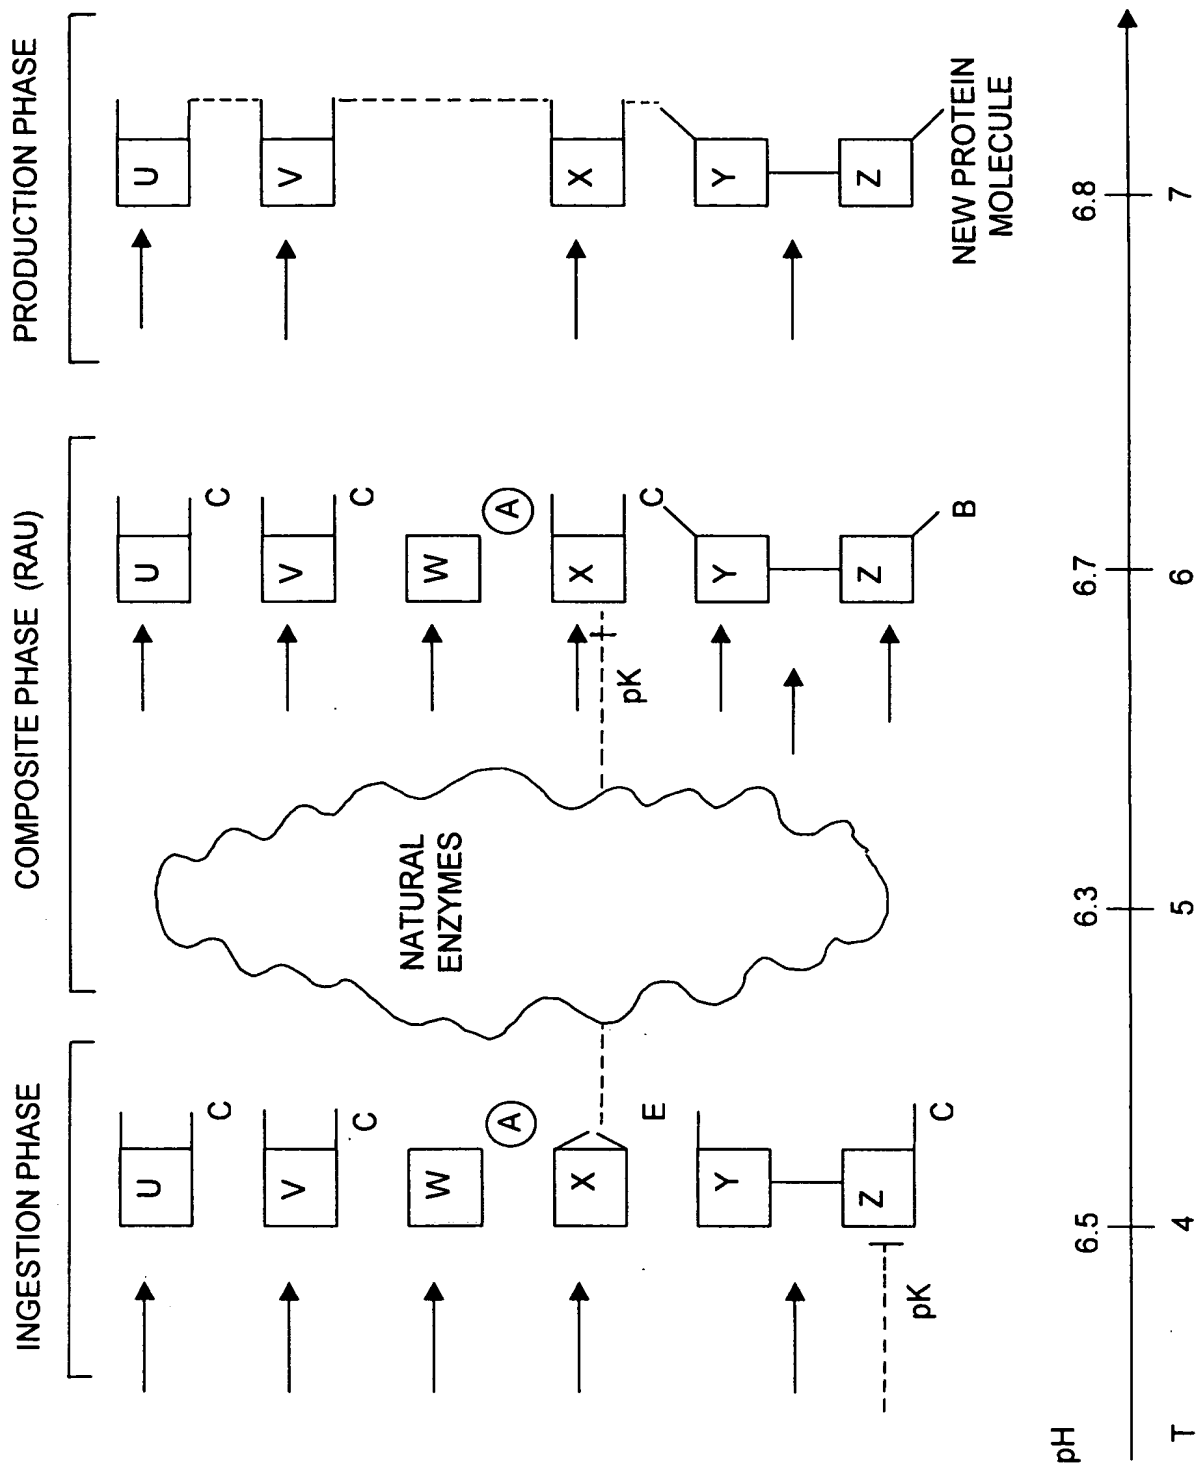 INGESTION PHASE
COMPOSITE PHASE (RAU)
PRODUCTION PHASE
U
C
V
C
W
A
X
E
Y
Z
C
pK
NATURAL
ENZYMES
pK
U
C
V
C
W
A
X
C
Y
Z
B
U
V
X
Y
Z
NEW PROTEIN
MOLECULE
pH 6.5 6.3 6.7 6.8
T 4 5 6 7